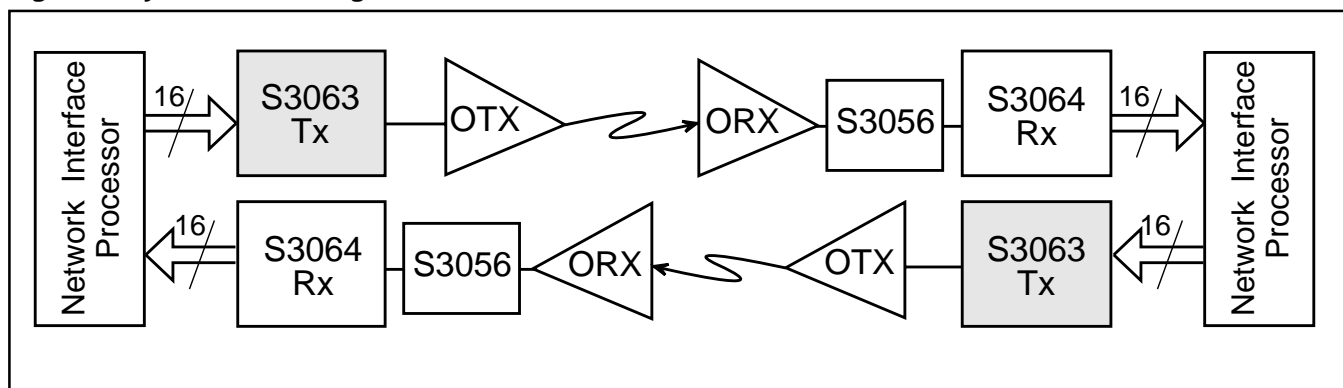 Network Interface
Processor
16
S3063
Tx
OTX
ORX
S3056
S3064
Rx
16
Network Interface
Processor
16
S3064
Rx
S3056
ORX
OTX
S3063
Tx
16